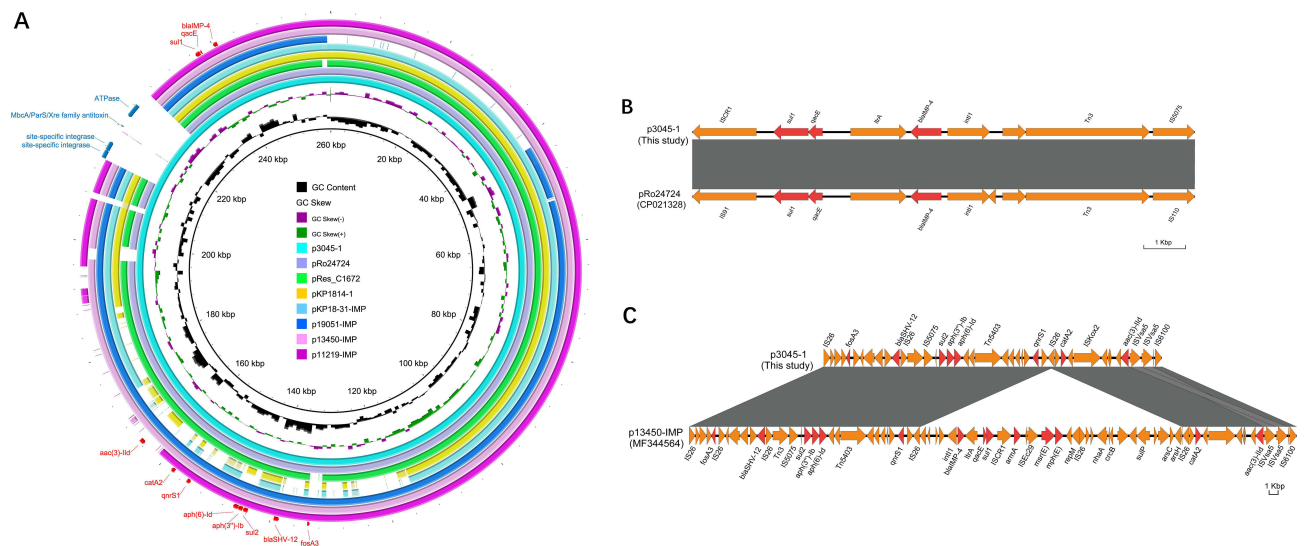 A
blaIMP-4
qacE
sul1
ATPase
MbcA/ParS/Xre family antitoxin
site-specific integrase
site-specific integrase
260 kbp
20 kbp
40 kbp
60 kbp
80 kbp
100 kbp
120 kbp
140 kbp
160 kbp
180 kbp
200 kbp
220 kbp
240 kbp
GC Content
GC Skew
GC Skew(-)
GC Skew(+)
p3045-1
pRo24724
pRes_C1672
pKP1814-1
pKP18-31-IMP
p19051-IMP
p13450-IMP
p11219-IMP
aac(3)-IId
catA2
qnrS1
aph(6)-Id
aph(3")-Ib
sul2
blaSHV-12
fosA3
B
ISCR1
sul1
qacE
ltrA
blaIMP-4
intI1
Tn3
IS5075
p3045-1
(This study)
pRo24724
(CP021328)
IS91
sul1
qacE
blaIMP-4
intI1
Tn3
IS110
1 Kbp
C
IS26
fosA3
blaSHV-12
IS26
IS5075
sul2
aph(3")-Ib
aph(6)-Id
Tn5403
qnrS1
IS26
catA2
ISKox2
aac(3)-IId
ISVsa5
ISVsa5
IS6100
p3045-1
(This study)
p13450-IMP
(MF344564)
IS26
fosA3
IS26
blaSHV-12
IS26
Tn3
IS5075
sul2
aph(3")-Ib
aph(6)-Id
Tn5403
qnrS1
IS26
intI1
blaIMP-4
ltrA
qacE
sul1
ISCR1
armA
ISEc29
msr(E)
mph(E)
repM
IS26
nhaA
crcB
sulP
arsC
arsH
IS26
catA2
aac(3)-IId
ISVsa5
ISVsa5
IS6100
1 Kbp